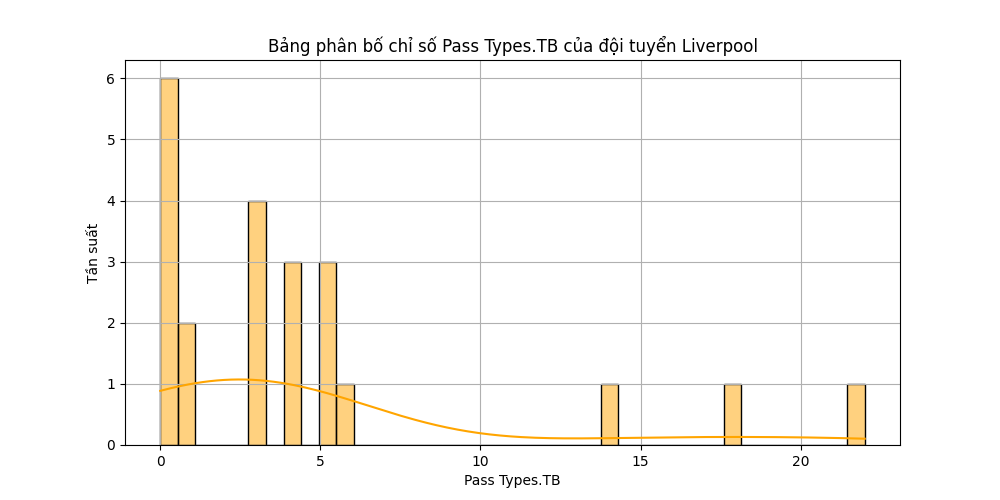 Bảng phân bố chỉ số Pass Types.TB của đội tuyển Liverpool
6
5
4
3
2
1
0
Tần suất
0 5 10 15 20
Pass Types.TB